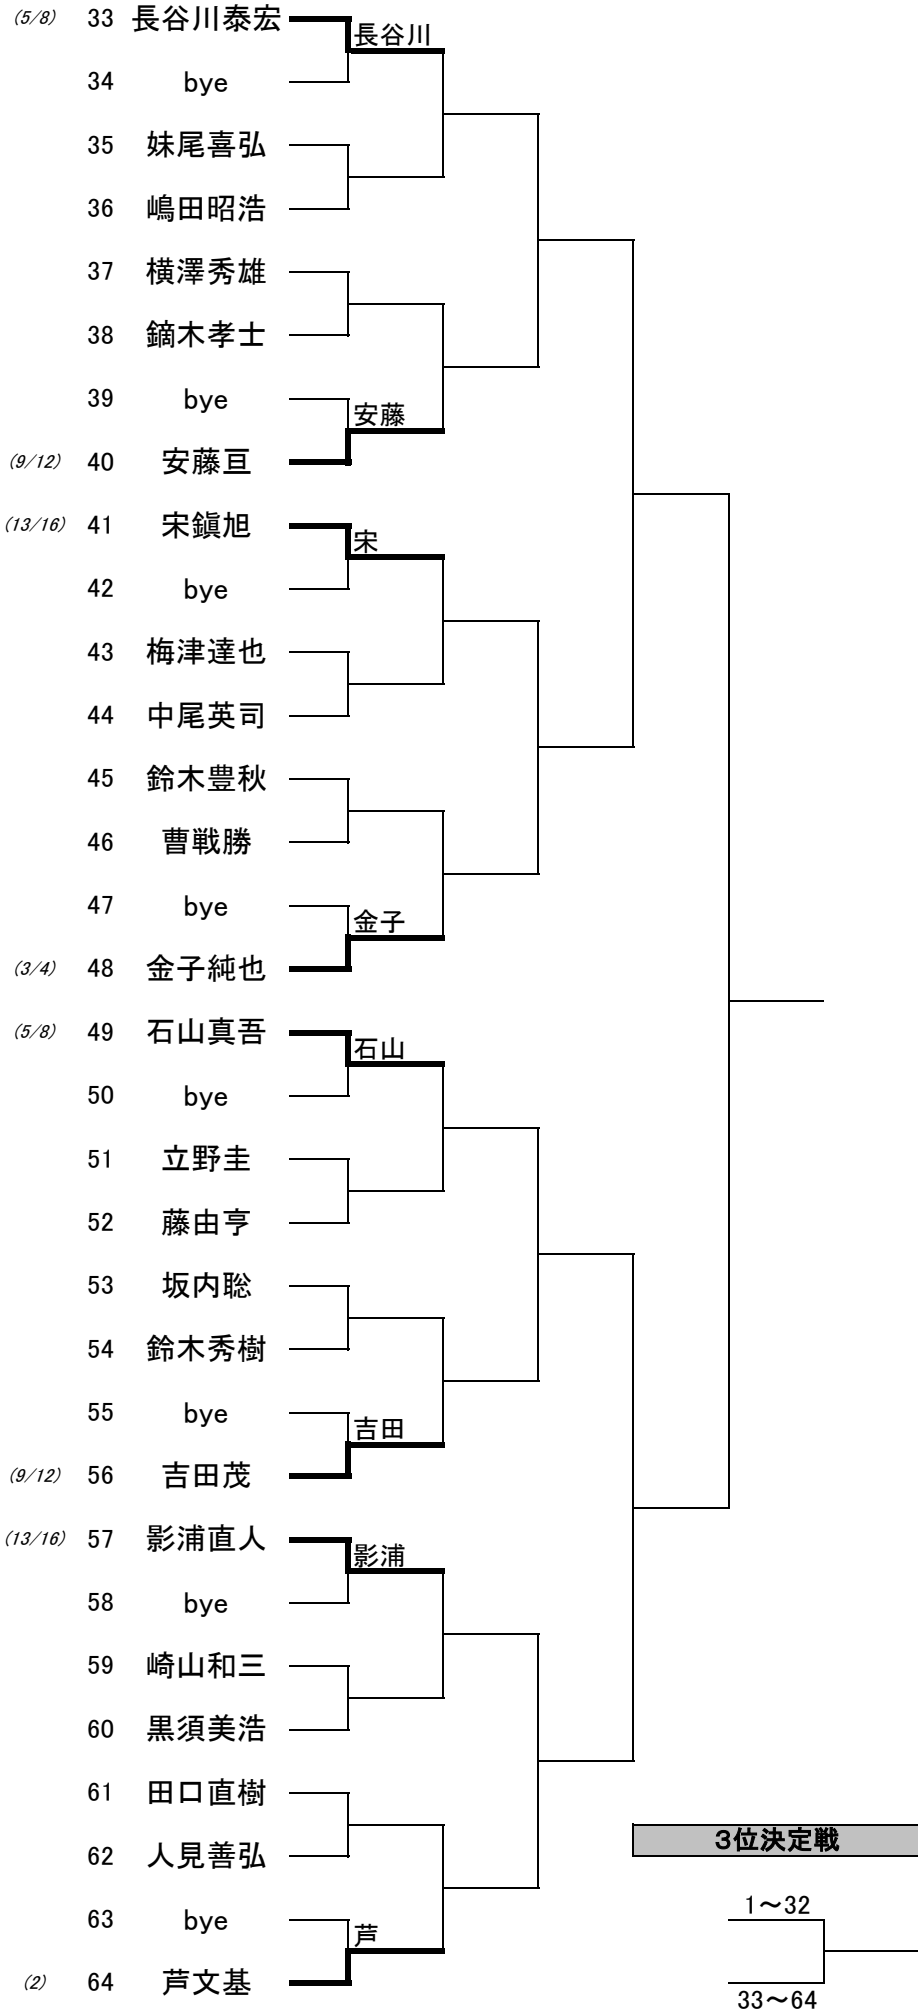 (5/8) 33 長谷川泰宏
長谷川
34 bye
35 妹尾喜弘
36 嶋田昭浩
37 横澤秀雄
38 鏑木孝士
39 bye
安藤
(9/12) 40 安藤亘
(13/16) 41 宋鎭旭
宋
42 bye
43 梅津達也
44 中尾英司
45 鈴木豊秋
46 曹戦勝
47 bye
金子
(3/4) 48 金子純也
(5/8) 49 石山真吾
石山
50 bye
51 立野圭
52 藤由亨
53 坂内聡
54 鈴木秀樹
55 bye
吉田
(9/12) 56 吉田茂
(13/16) 57 影浦直人
影浦
58 bye
59 崎山和三
60 黒須美浩
61 田口直樹
3位決定戦
62 人見善弘
1～32
63 bye
芦
(2) 64 芦文基
33～64